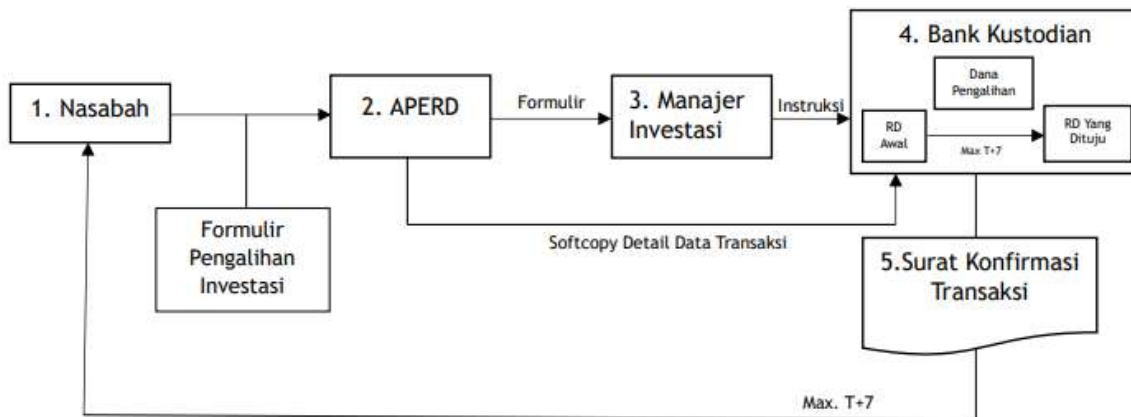 1. Nasabah
2. APERD
Formulir
3. Manajer
Investasi
Instruksi
4. Bank Kustodian
Dana
Pengalihan
RD
Awal
Max T+7
RD Yang
Dituju
Formulir
Pengalihan
Investasi
Softcopy Detail Data Transaksi
5.Surat Konfirmasi
Transaksi
Max. T+7